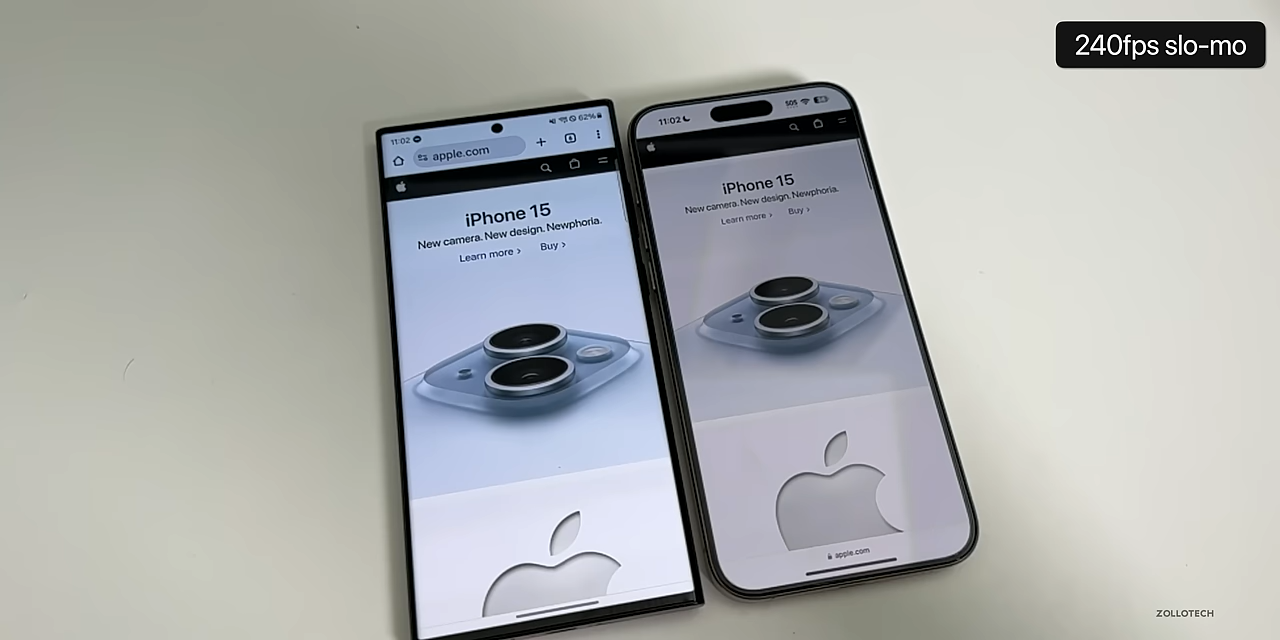 240fps slo-mo
11:02
62%
apple.com
iPhone 15
New camera. New design. Newphoria.
Learn more >
Buy >
11:02
SOS
iPhone 15
New camera. New design. Newphoria.
Learn more >
Buy >
apple.com
ZOLLOTECH